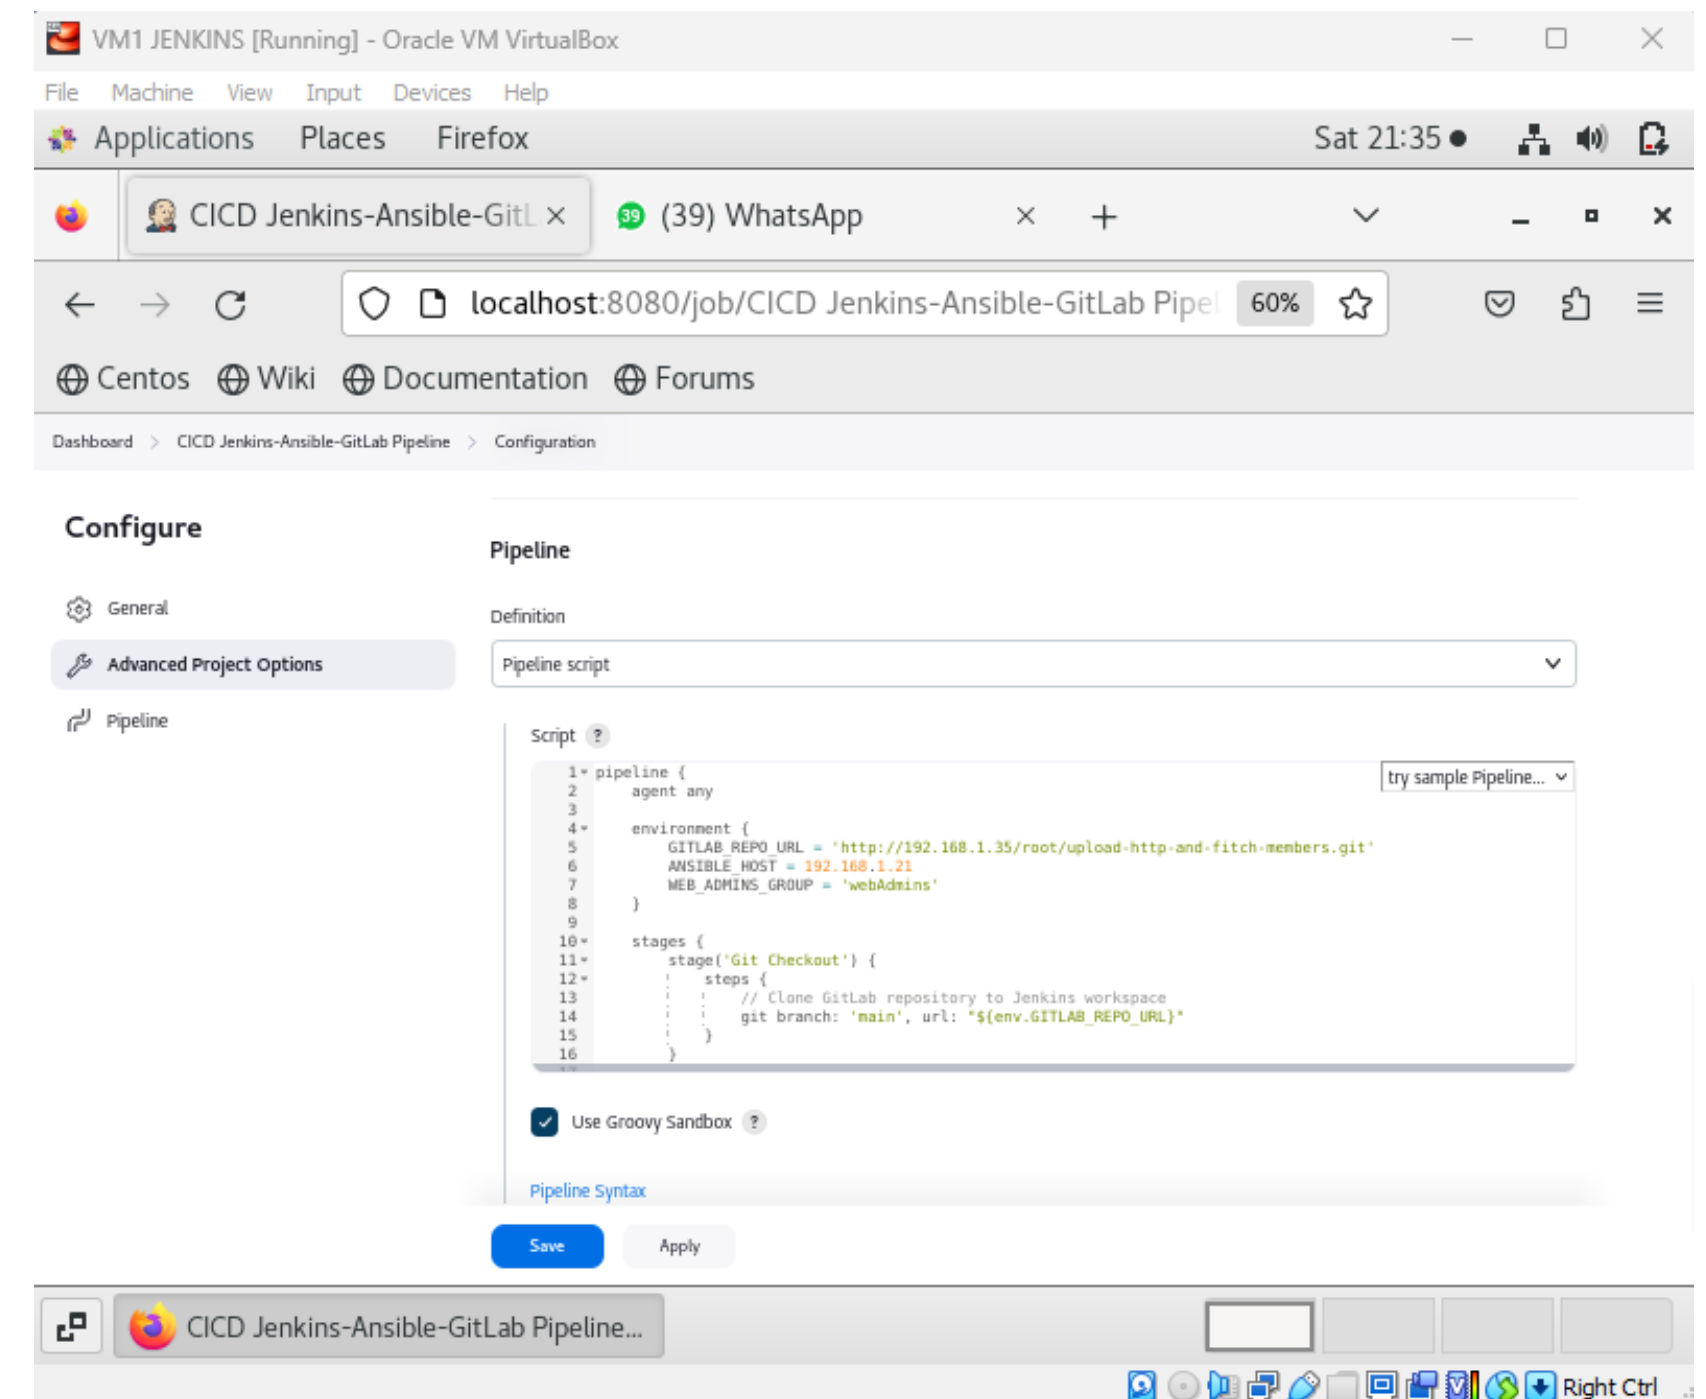 VM1 JENKINS [Running] - Oracle VM VirtualBox
File Machine View Input Devices Help
Applications Places Firefox Sat 21:35
CICD Jenkins-Ansible-GitL (39) WhatsApp
39
localhost:8080/job/CICD Jenkins-Ansible-GitLab Pipel 60%
Centos Wiki Documentation Forums
Dashboard > CICD Jenkins-Ansible-GitLab Pipeline > Configuration
Configure
General
Advanced Project Options
Pipeline
Pipeline
Definition
Pipeline script
Script ?
try sample Pipeline...
1 pipeline {
2 agent any
3
4 environment {
5 GITLAB_REPO_URL = 'http://192.168.1.35/root/upload-http-and-fitch-members.git'
6 ANSIBLE_HOST = 192.168.1.21
7 WEB_ADMINS_GROUP = 'webAdmins'
8 }
9
10 stages {
11 stage('Git Checkout') {
12 steps {
13 // Clone GitLab repository to Jenkins workspace
14 git branch: 'main', url: "${env.GITLAB_REPO_URL}"
15 }
16 }
Use Groovy Sandbox ?
Pipeline Syntax
Save Apply
CICD Jenkins-Ansible-GitLab Pipeline...
Right Ctrl